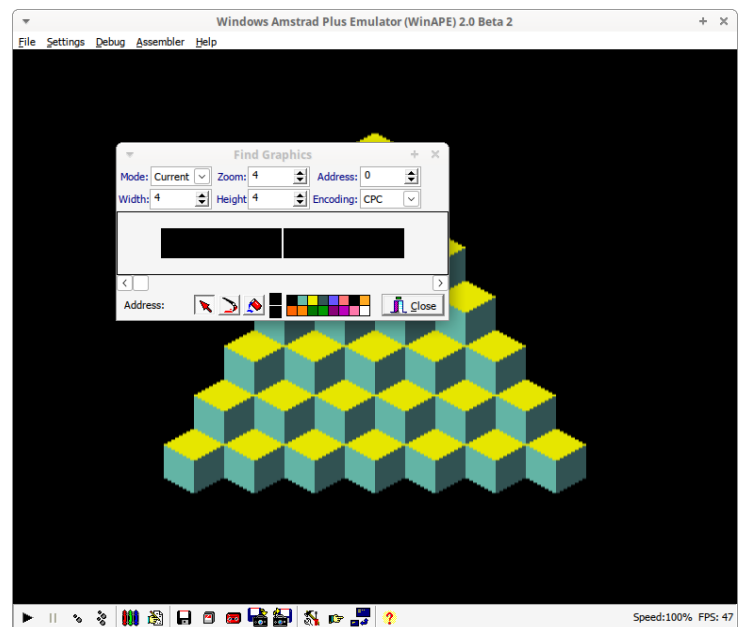 Windows Amstrad Plus Emulator (WinAPE) 2.0 Beta 2
File Settings Debug Assembler Help
Find Graphics
Mode: Current Zoom: 4 Address: 0
Width: 4 Height 4 Encoding: CPC
Address: Close
Speed:100% FPS: 47